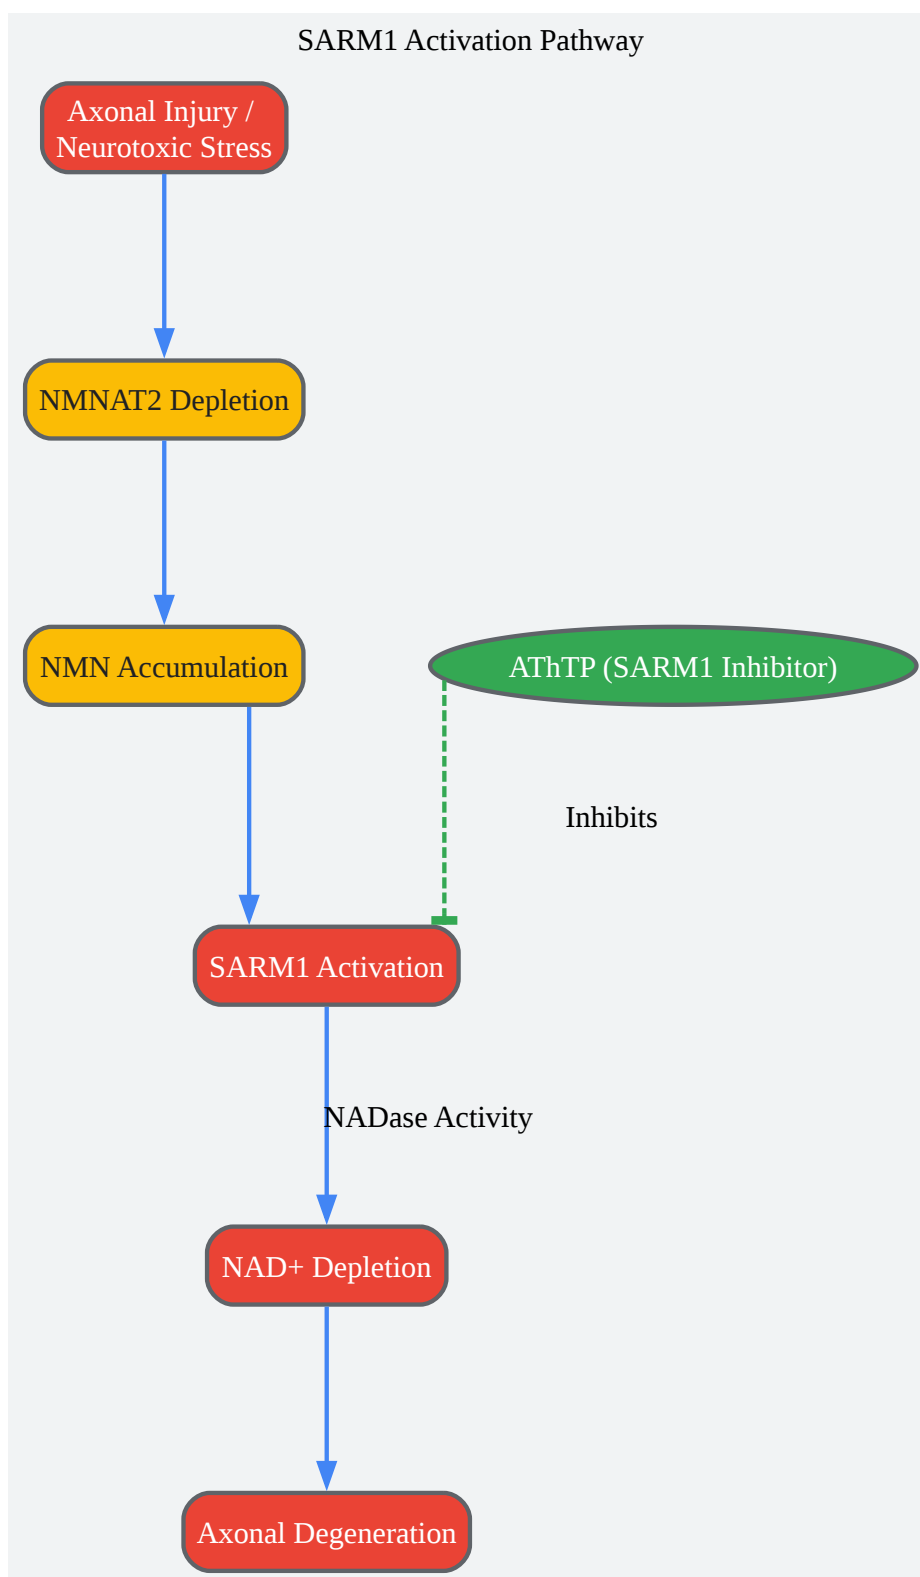 SARM1 Activation Pathway
Axonal Injury /
Neurotoxic Stress
NMNAT2 Depletion
NMN Accumulation
AThTP (SARM1 Inhibitor)
Inhibits
SARM1 Activation
NADase Activity
NAD+ Depletion
Axonal Degeneration